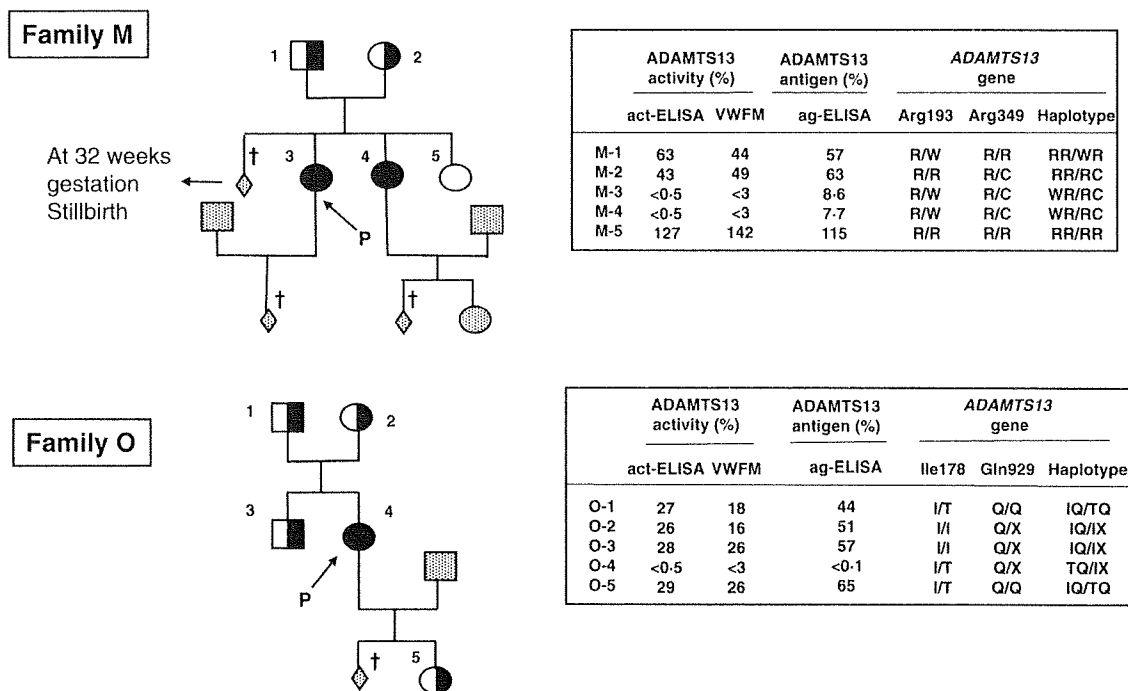 Family M
1
2
At 32 weeks
gestation
Stillbirth
†
3
4
5
P
†
†
ADAMTS13 activity (%) ADAMTS13 antigen (%) ADAMTS13 gene
act-ELISA VWFM ag-ELISA Arg193 Arg349 Haplotype
M-1 63 44 57 R/W R/R RR/WR
M-2 43 49 63 R/R R/C RR/RC
M-3 <0·5 <3 8·6 R/W R/C WR/RC
M-4 <0·5 <3 7·7 R/W R/C WR/RC
M-5 127 142 115 R/R R/R RR/RR
Family O
1
2
3
4
P
†
5
ADAMTS13 activity (%) ADAMTS13 antigen (%) ADAMTS13 gene
act-ELISA VWFM ag-ELISA Ile178 Gln929 Haplotype
O-1 27 18 44 I/T Q/Q IQ/TQ
O-2 26 16 51 I/I Q/X IQ/IX
O-3 28 26 57 I/I Q/X IQ/IX
O-4 <0·5 <3 <0·1 I/T Q/X TQ/IX
O-5 29 26 65 I/T Q/Q IQ/TQ